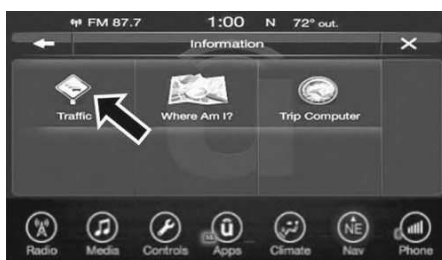 FM 87.7 1:00 N 72° out.
Information
Traffic Where Am I? Trip Computer
NE
Radio Media Controls Apps Climate Nav Phone